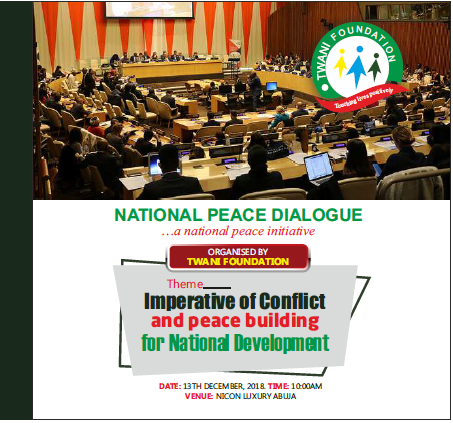 TWANI FOUNDATION
Touching lives positively
NATIONAL PEACE DIALOGUE
...a national peace initiative
ORGANISED BY
TWANI FOUNDATION
Theme
Imperative of Conflict
and peace building
for National Development
DATE: 13TH DECEMBER, 2018. TIME: 10:00AM
VENUE: NICON LUXURY ABUJA